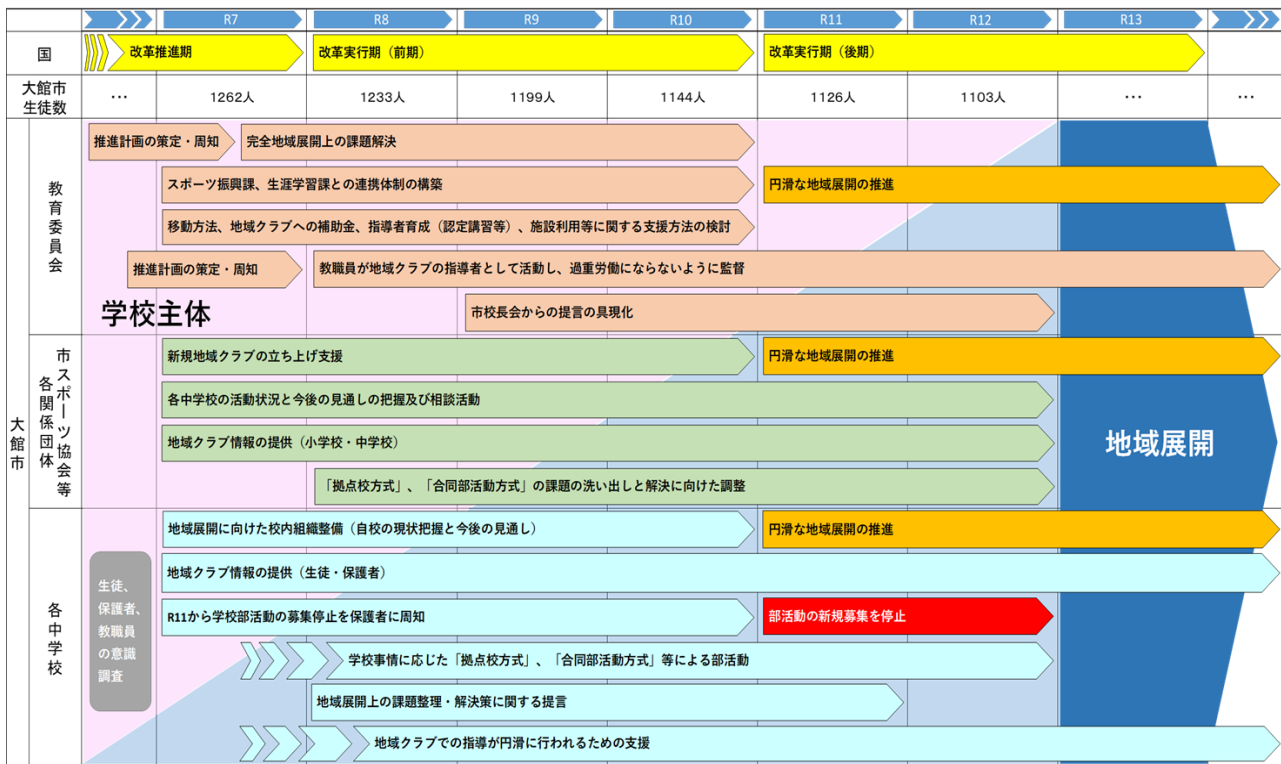 R7 R8 R9 R10 R11 R12 R13
国
改革推進期
改革実行期（前期）
改革実行期（後期）
大館市
生徒数
… 1262人 1233人 1199人 1144人 1126人 1103人 … …
大館市
教育委員会
推進計画の策定・周知
完全地域展開上の課題解決
スポーツ振興課、生涯学習課との連携体制の構築
円滑な地域展開の推進
移動方法、地域クラブへの補助金、指導者育成（認定講習等）、施設利用等に関する支援方法の検討
推進計画の策定・周知
教職員が地域クラブの指導者として活動し、過重労働にならないように監督
学校主体
市校長会からの提言の具現化
市スポーツ協会等
各関係団体
新規地域クラブの立ち上げ支援
円滑な地域展開の推進
各中学校の活動状況と今後の見通しの把握及び相談活動
地域クラブ情報の提供（小学校・中学校）
地域展開
「拠点校方式」、「合同部活動方式」の課題の洗い出しと解決に向けた調整
各中学校
生徒、
保護者、
教職員
の意識
調査
地域展開に向けた校内組織整備（自校の現状把握と今後の見通し）
円滑な地域展開の推進
地域クラブ情報の提供（生徒・保護者）
R11から学校部活動の募集停止を保護者に周知
部活動の新規募集を停止
学校事情に応じた「拠点校方式」、「合同部活動方式」等による部活動
地域展開上の課題整理・解決策に関する提言
地域クラブでの指導が円滑に行われるための支援